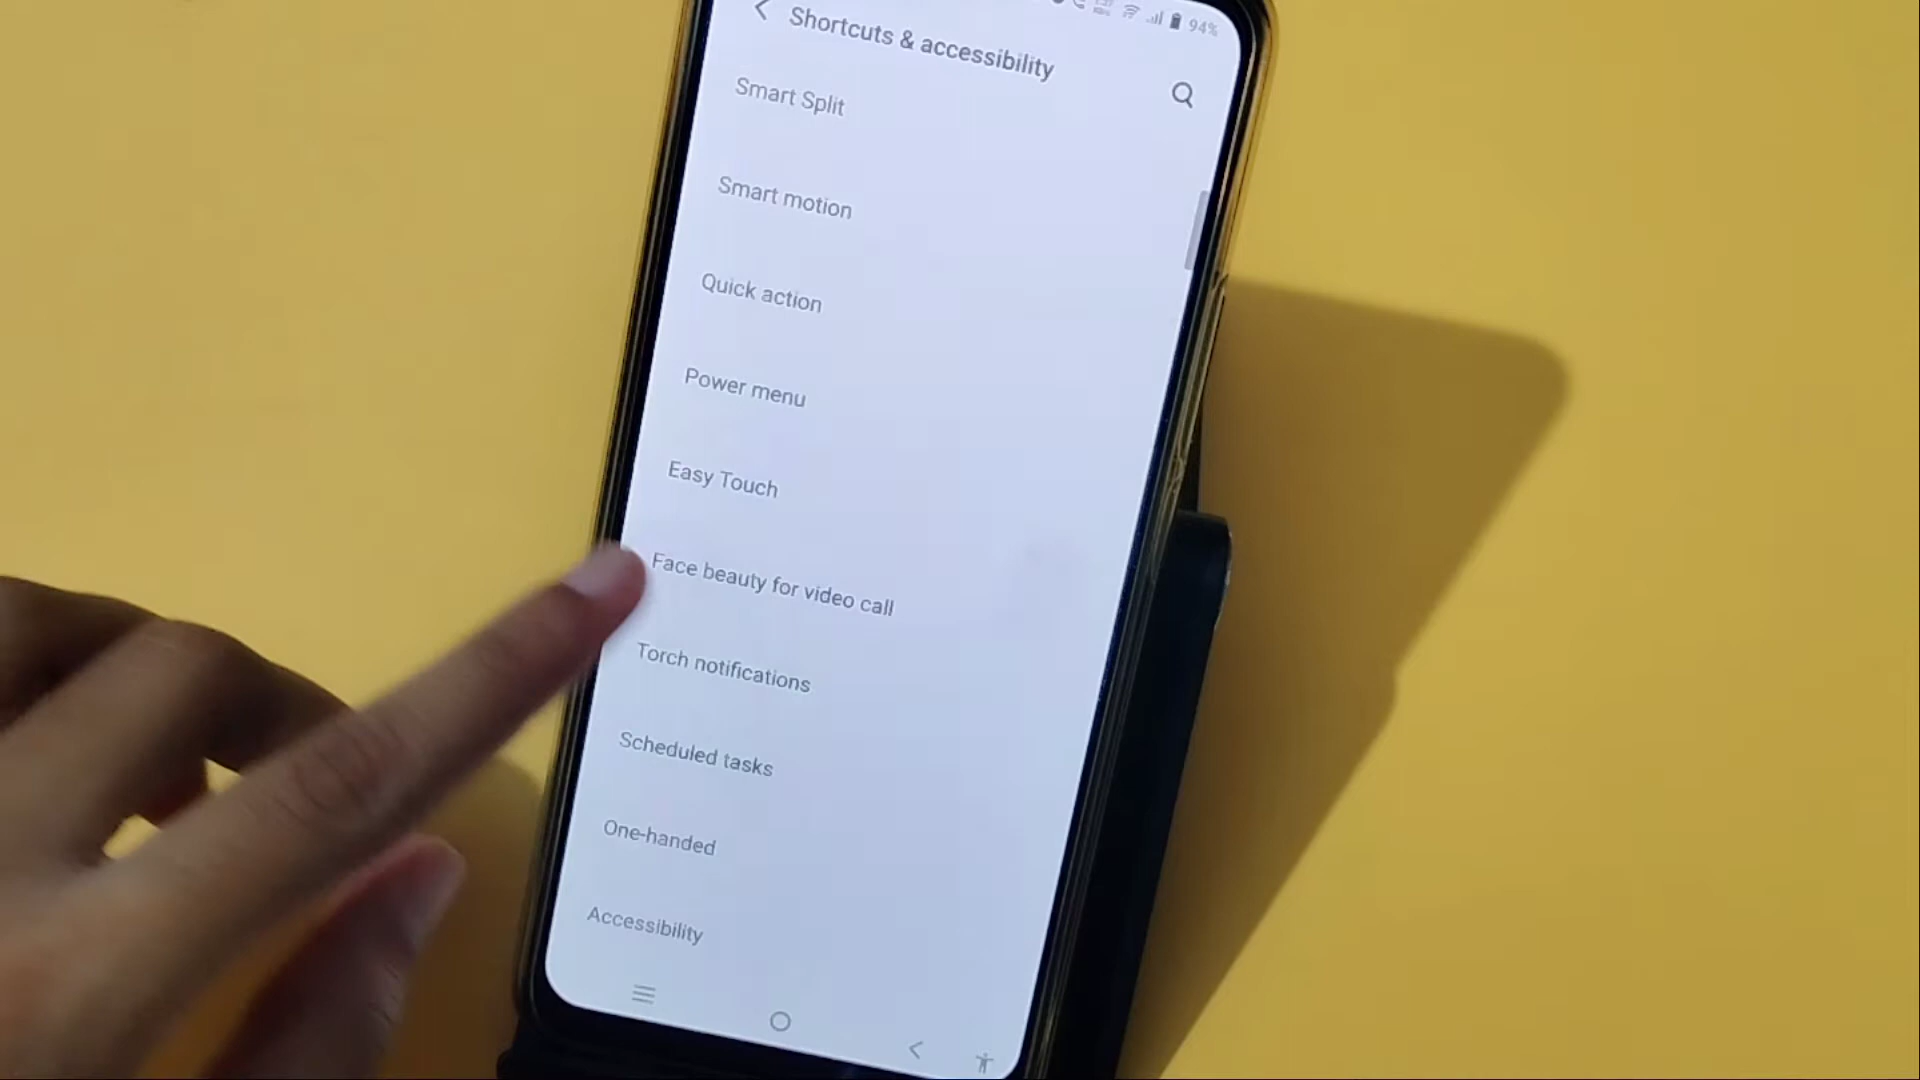 94%
Shortcuts & accessibility
Smart Split
Smart motion
Quick action
Power menu
Easy Touch
Face beauty for video call
Torch notifications
Scheduled tasks
One-handed
Accessibility